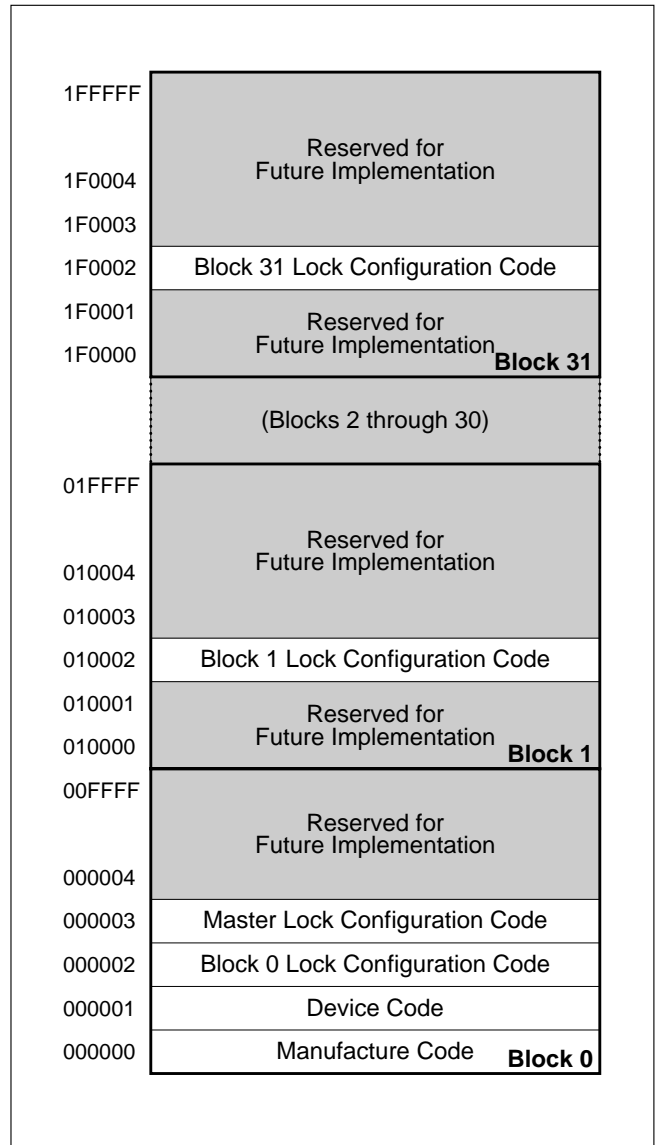 1FFFFF
Reserved for
Future Implementation
1F0004
1F0003
1F0002 Block 31 Lock Configuration Code
1F0001
Reserved for
Future Implementation
1F0000
Block 31
(Blocks 2 through 30)
01FFFF
Reserved for
Future Implementation
010004
010003
010002 Block 1 Lock Configuration Code
010001
Reserved for
Future Implementation
010000
Block 1
00FFFF
Reserved for
Future Implementation
000004
000003 Master Lock Configuration Code
000002 Block 0 Lock Configuration Code
000001 Device Code
000000 Manufacture Code Block 0